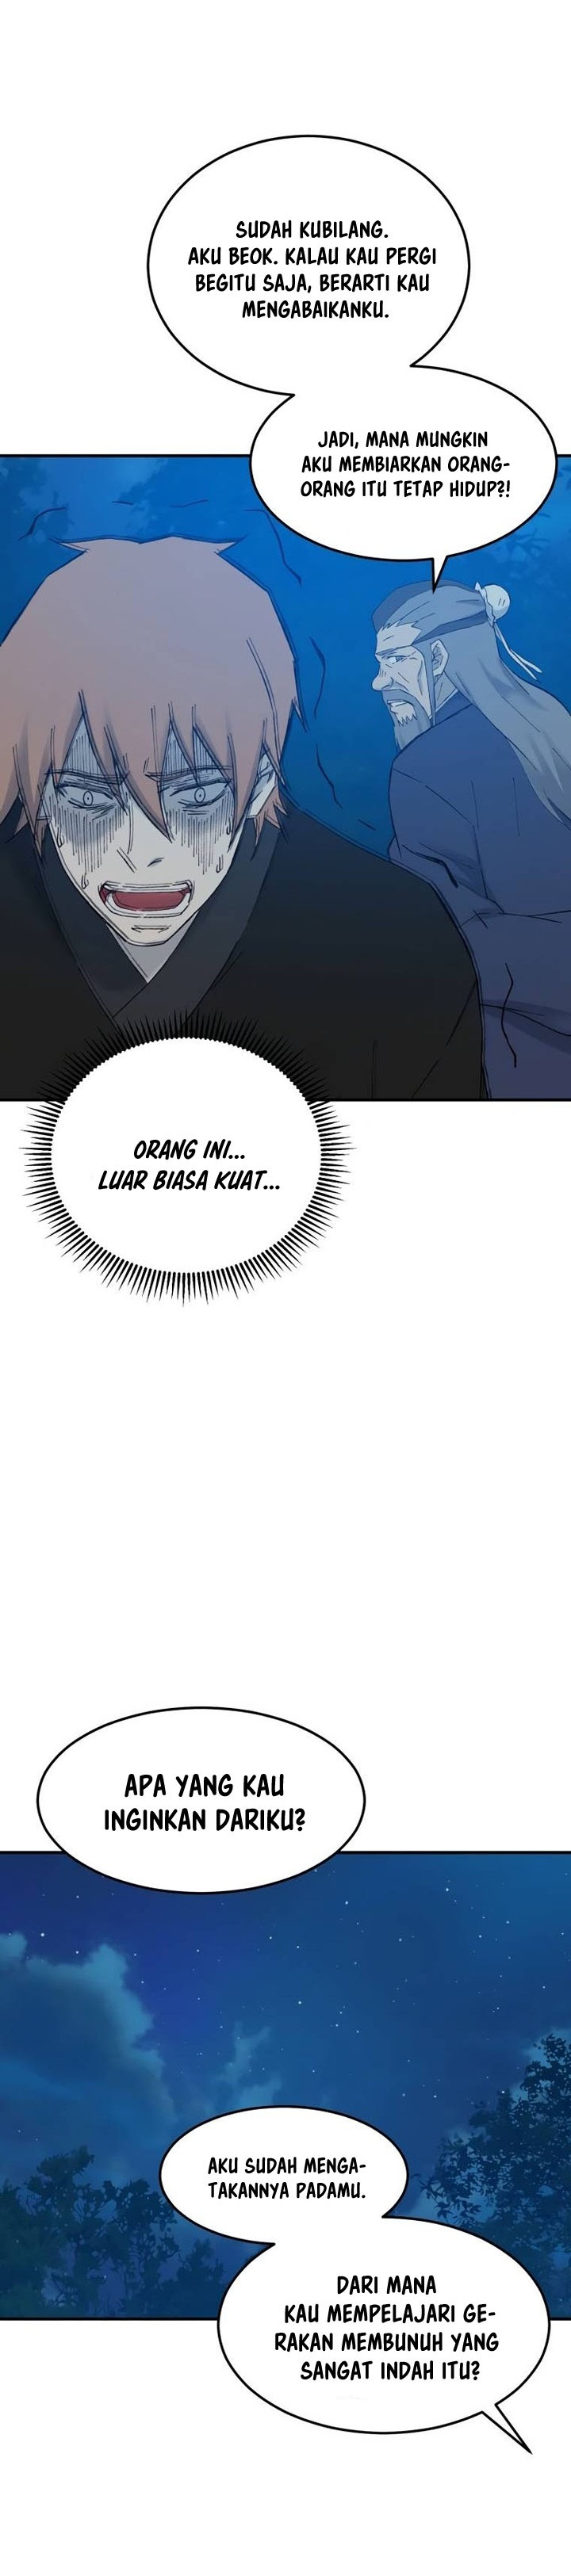 SUDAH KUBILANG.
AKU BEOK. KALAU KAU PERGI
BEGITU SAJA, BERARTI KAU
MENGABAIKANKU.
JADI, MANA MUNGKIN
AKU MEMBIARKAN ORANG-
ORANG ITU TETAP HIDUP?!
ORANG INI...
LUAR BIASA KUAT...
APA YANG KAU
INGINKAN DARIKU?
AKU SUDAH MENGA-
TAKANNYA PADAMU.
DARI MANA
KAU MEMPELAJARI GE-
RAKAN MEMBUNUH YANG
SANGAT INDAH ITU?